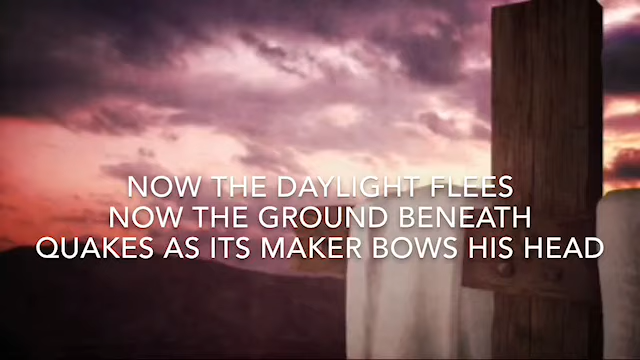 NOW THE DAYLIGHT FLEES
NOW THE GROUND BENEATH
QUAKES AS ITS MAKER BOWS HIS HEAD